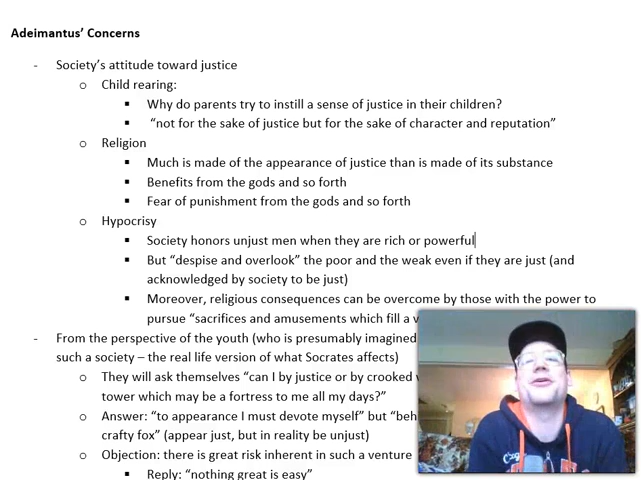 Adeimantus’ Concerns
- Society’s attitude toward justice
o Child rearing:
▪ Why do parents try to instill a sense of justice in their children?
▪ “not for the sake of justice but for the sake of character and reputation”
o Religion
▪ Much is made of the appearance of justice than is made of its substance
▪ Benefits from the gods and so forth
▪ Fear of punishment from the gods and so forth
o Hypocrisy
▪ Society honors unjust men when they are rich or powerful
▪ But “despise and overlook” the poor and the weak even if they are just (and
acknowledged by society to be just)
▪ Moreover, religious consequences can be overcome by those with the power to
pursue “sacrifices and amusements which fill a
- From the perspective of the youth (who is presumably imagined
such a society – the real life version of what Socrates affects)
o They will ask themselves “can I by justice or by crooked
tower which may be a fortress to me all my days?”
o Answer: “to appearance I must devote myself” but
crafty fox” (appear just, but in reality be unjust)
o Objection: there is great risk inherent in such a venture
▪ Reply: “nothing great is easy”